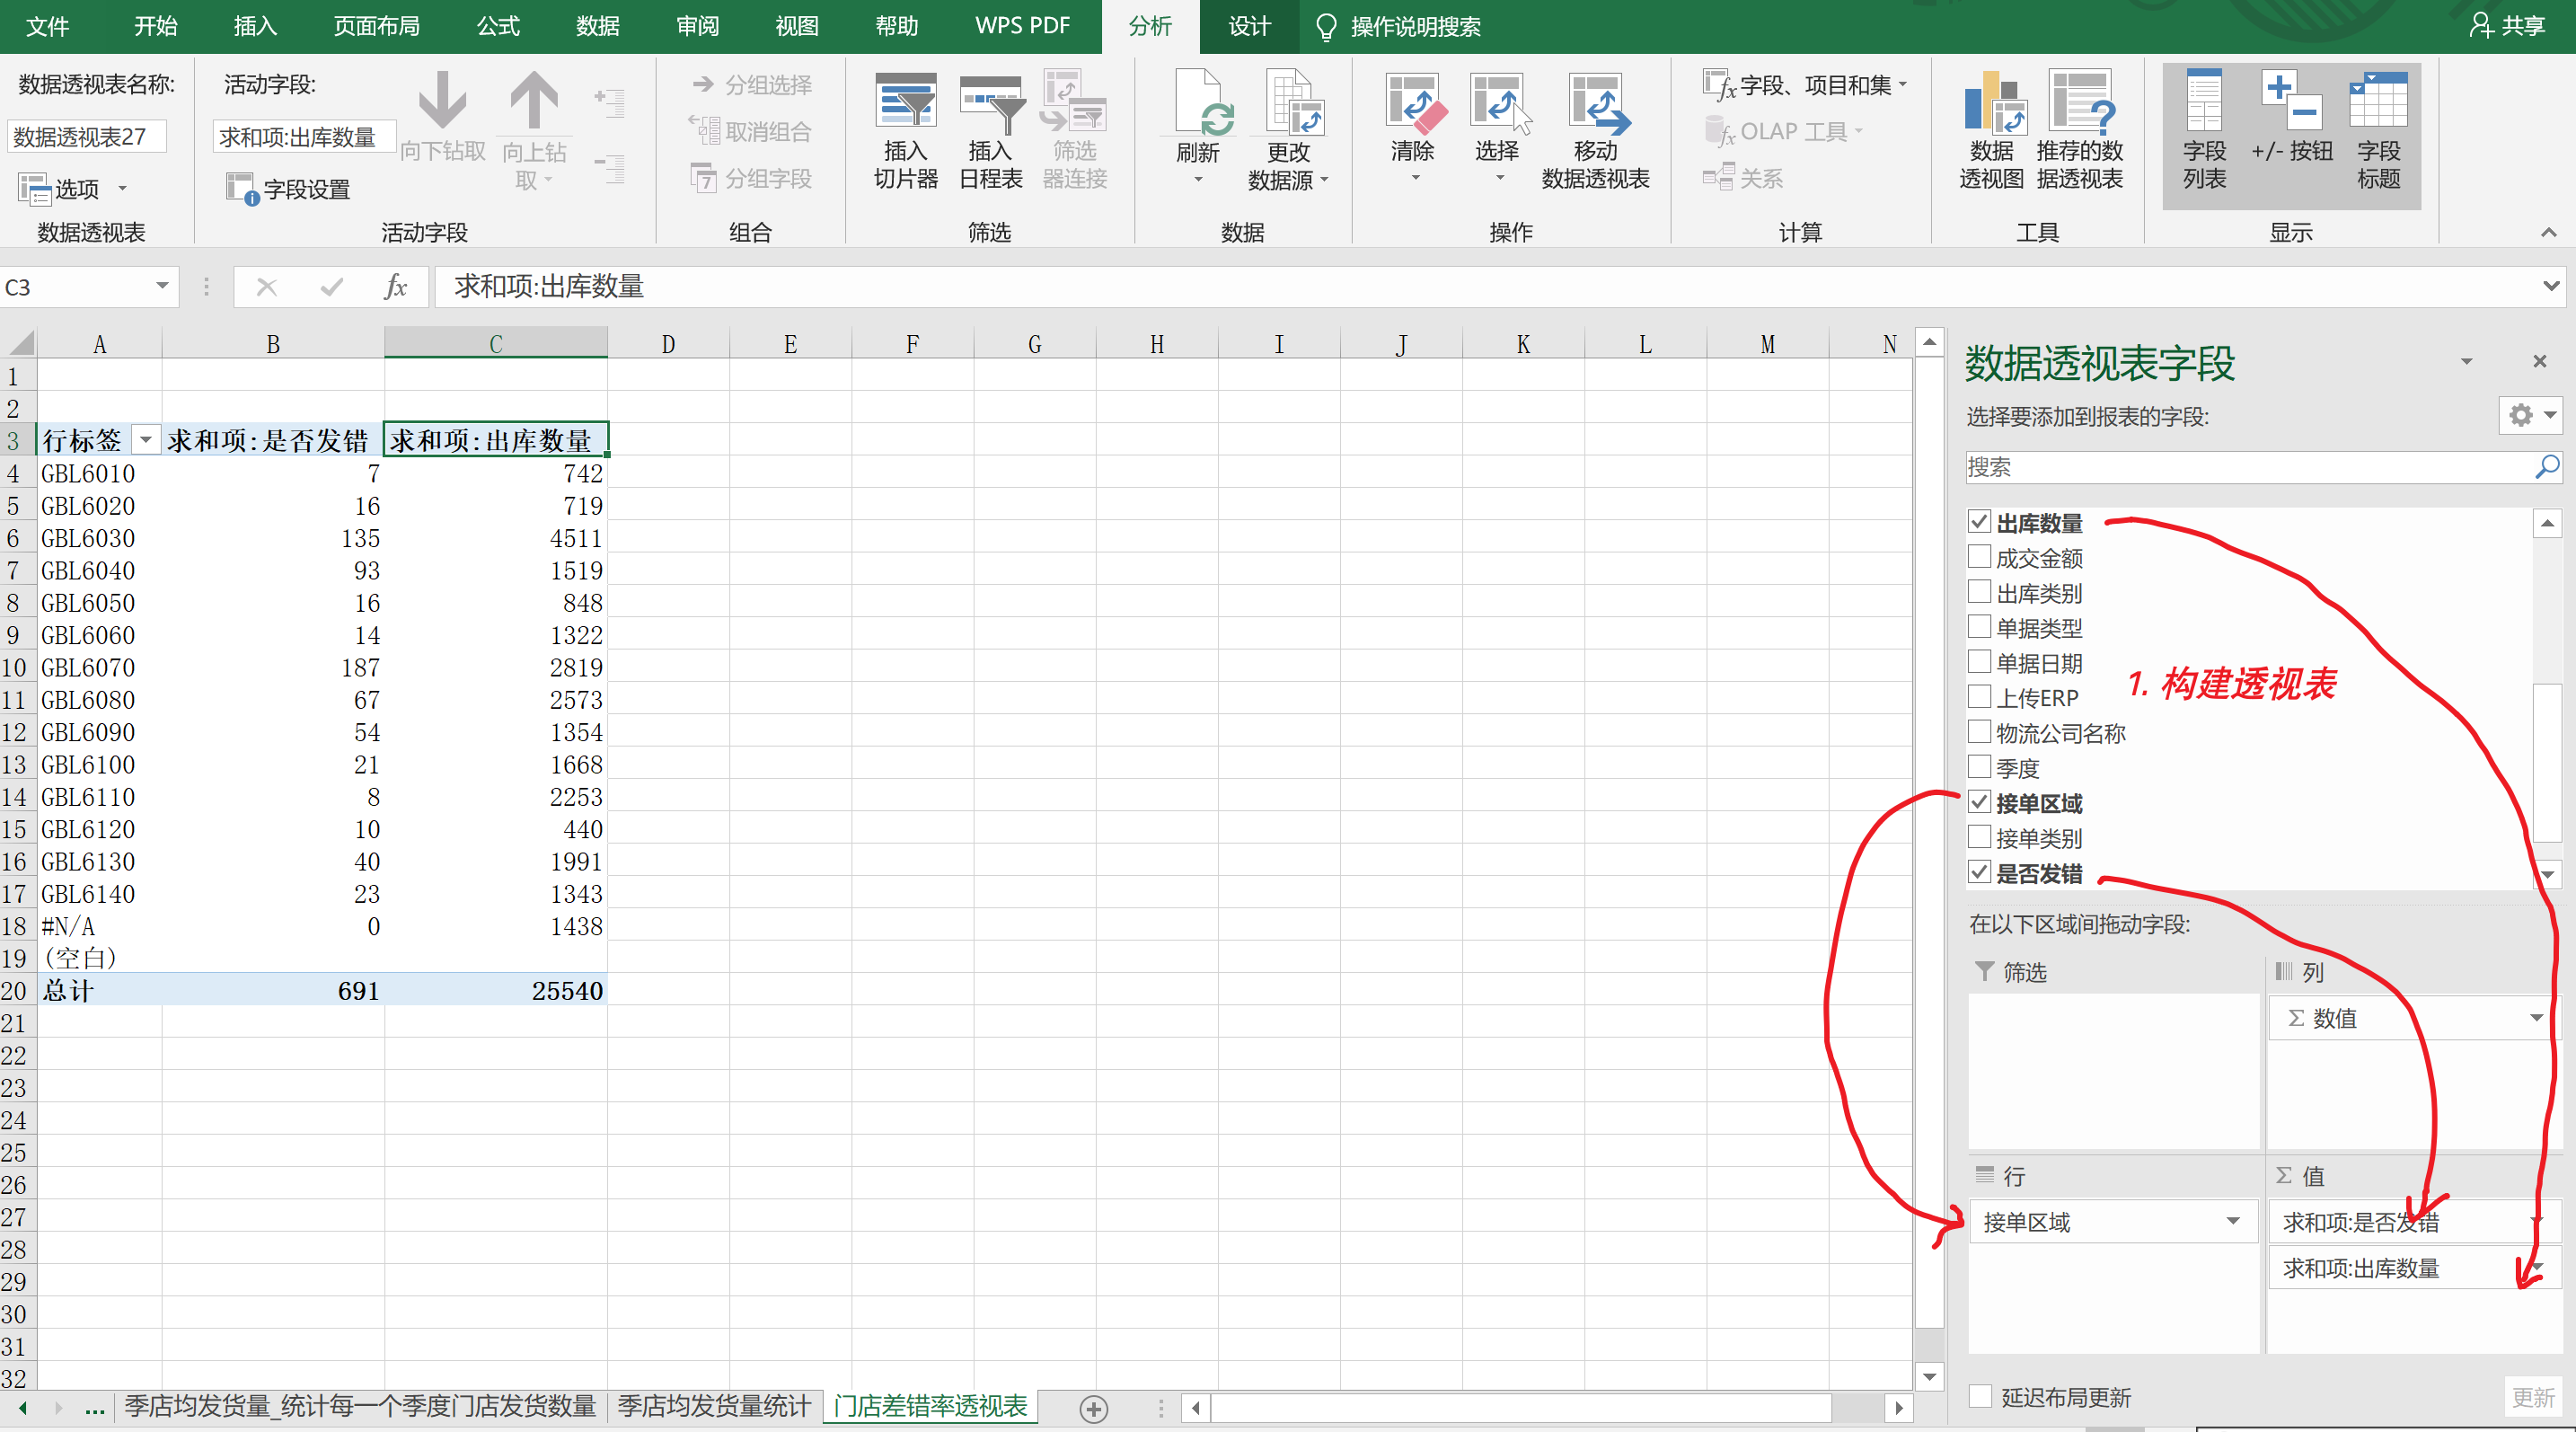 文件 开始 插入 页面布局 公式 数据 审阅 视图 帮助 WPS PDF 分析 设计 操作说明搜索 共享
数据透视表名称:
数据透视表27
选项
数据透视表
活动字段:
求和项:出库数量
字段设置
向下钻取
向上钻取
活动字段
分组选择
取消组合
分组字段
组合
插入切片器
插入日程表
筛选器连接
筛选
刷新
更改数据源
数据
清除
选择
移动数据透视表
操作
字段、项目和集
OLAP 工具
关系
计算
数据透视图
推荐的数据透视表
工具
字段列表
+/- 按钮
字段标题
显示
C3 fx 求和项:出库数量
A B C D E F G H I J K L M N
1
2
3 行标签 求和项:是否发错 求和项:出库数量
4 GBL6010 7 742
5 GBL6020 16 719
6 GBL6030 135 4511
7 GBL6040 93 1519
8 GBL6050 16 848
9 GBL6060 14 1322
10 GBL6070 187 2819
11 GBL6080 67 2573
12 GBL6090 54 1354
13 GBL6100 21 1668
14 GBL6110 8 2253
15 GBL6120 10 440
16 GBL6130 40 1991
17 GBL6140 23 1343
18 #N/A 0 1438
19 (空白)
20 总计 691 25540
21
22
23
24
25
26
27
28
29
30
31
32
... 季店均发货量_统计每一个季度门店发货数量 季店均发货量统计 门店差错率透视表
数据透视表字段
选择要添加到报表的字段:
搜索
出库数量
成交金额
出库类别
单据类型
单据日期
上传ERP
物流公司名称
季度
接单区域
接单类别
是否发错
1. 构建透视表
在以下区域间拖动字段:
筛选
列
Σ 数值
行
接单区域
Σ 值
求和项:是否发错
求和项:出库数量
延迟布局更新
更新